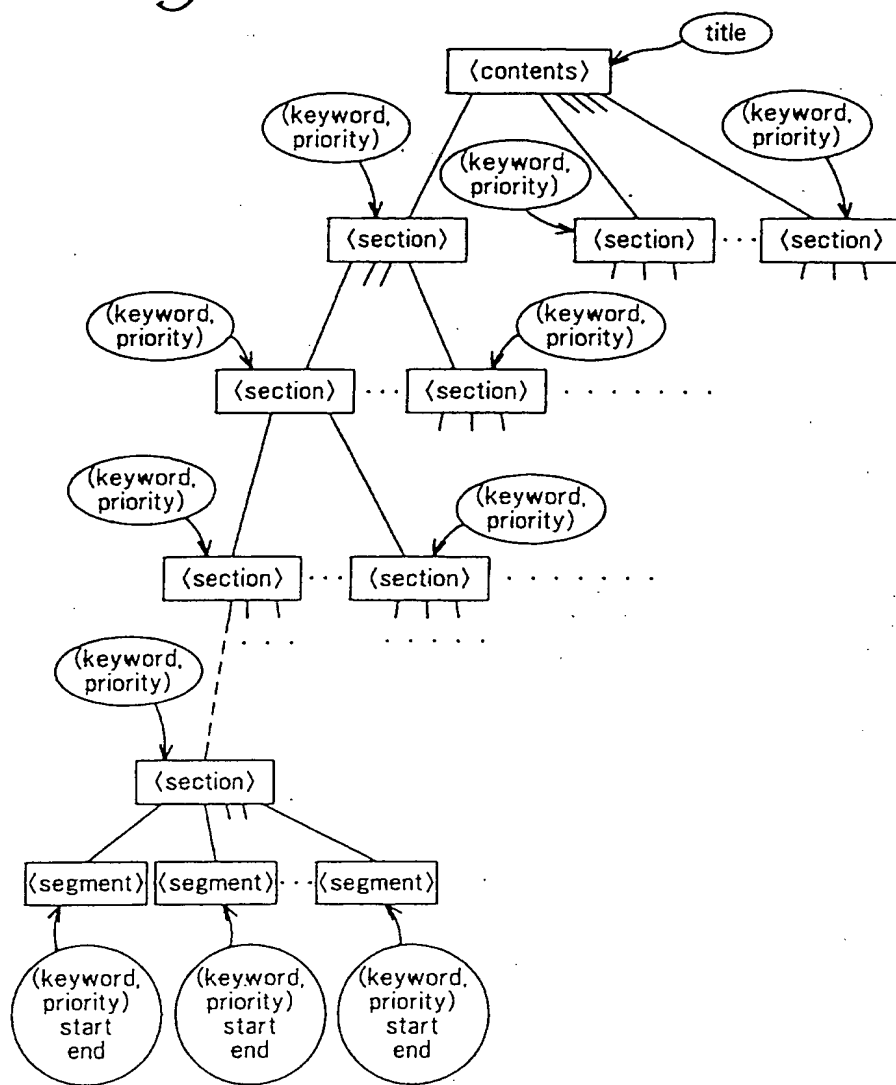 title
⟨contents⟩
(keyword,
priority)
(keyword,
priority)
(keyword,
priority)
⟨section⟩
⟨section⟩ ··· ⟨section⟩
(keyword,
priority)
(keyword,
priority)
⟨section⟩ ··· ⟨section⟩ · · · · · · ·
(keyword,
priority)
(keyword,
priority)
⟨section⟩ ··· ⟨section⟩ · · · · · · ·
· · · · · · · · ·
(keyword,
priority)
⟨section⟩
⟨segment⟩ ⟨segment⟩ ··· ⟨segment⟩
(keyword,
priority)
start
end
(keyword,
priority)
start
end
(keyword,
priority)
start
end